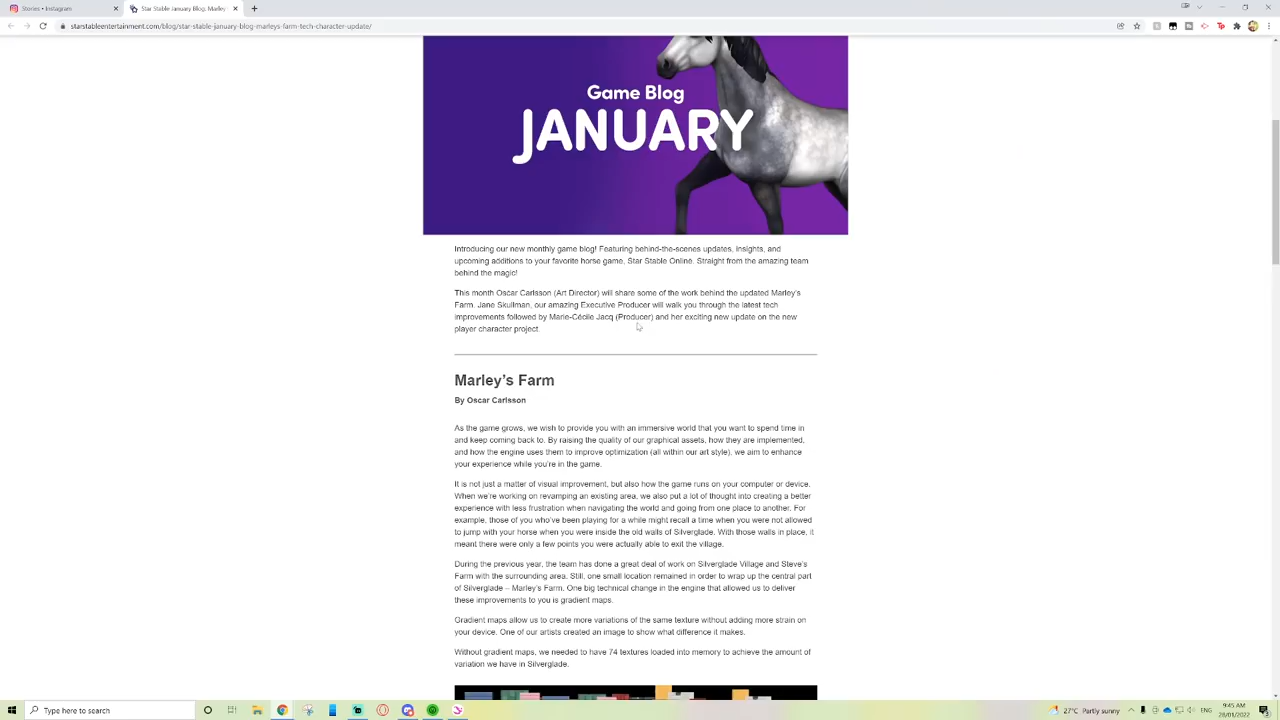 Stories • Instagram
Star Stable January Blog: Marley
starstableentertainment.com/blog/star-stable-january-blog-marleys-farm-tech-character-update/
Game Blog
JANUARY
Introducing our new monthly game blog! Featuring behind-the-scenes updates, insights, and
upcoming additions to your favorite horse game, Star Stable Online. Straight from the amazing team
behind the magic!
This month Oscar Carlsson (Art Director) will share some of the work behind the updated Marley's
Farm. Jane Skullman, our amazing Executive Producer will walk you through the latest tech
improvements followed by Marie-Cécile Jacq (Producer) and her exciting new update on the new
player character project.
Marley's Farm
By Oscar Carlsson
As the game grows, we wish to provide you with an immersive world that you want to spend time in
and keep coming back to. By raising the quality of our graphical assets, how they are implemented,
and how the engine uses them to improve optimization (all within our art style), we aim to enhance
your experience while you're in the game.
It is not just a matter of visual improvement, but also how the game runs on your computer or device.
When we're working on revamping an existing area, we also put a lot of thought into creating a better
experience with less frustration when navigating the world and going from one place to another. For
example, those of you who've been playing for a while might recall a time when you were not allowed
to jump with your horse when you were inside the old walls of Silverglade. With those walls in place, it
meant there were only a few points you were actually able to exit the village.
During the previous year, the team has done a great deal of work on Silverglade Village and Steve's
Farm with the surrounding area. Still, one small location remained in order to wrap up the central part
of Silverglade – Marley's Farm. One big technical change in the engine that allowed us to deliver
these improvements to you is gradient maps.
Gradient maps allow us to create more variations of the same texture without adding more strain on
your device. One of our artists created an image to show what difference it makes.
Without gradient maps, we needed to have 74 textures loaded into memory to achieve the amount of
variation we have in Silverglade.
Type here to search
27°C Partly sunny
ENG
9:45 AM
28/01/2022